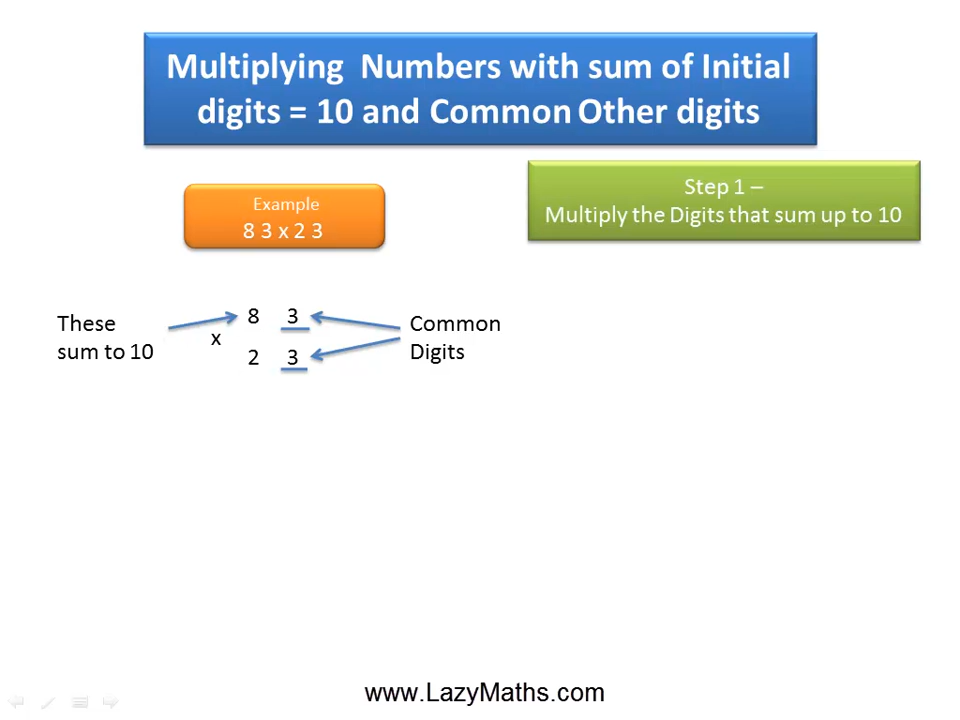 Multiplying Numbers with sum of Initial
digits = 10 and Common Other digits
Example
8 3 x 2 3
Step 1 –
Multiply the Digits that sum up to 10
These
sum to 10
8 3
x
2 3
Common
Digits
www.LazyMaths.com